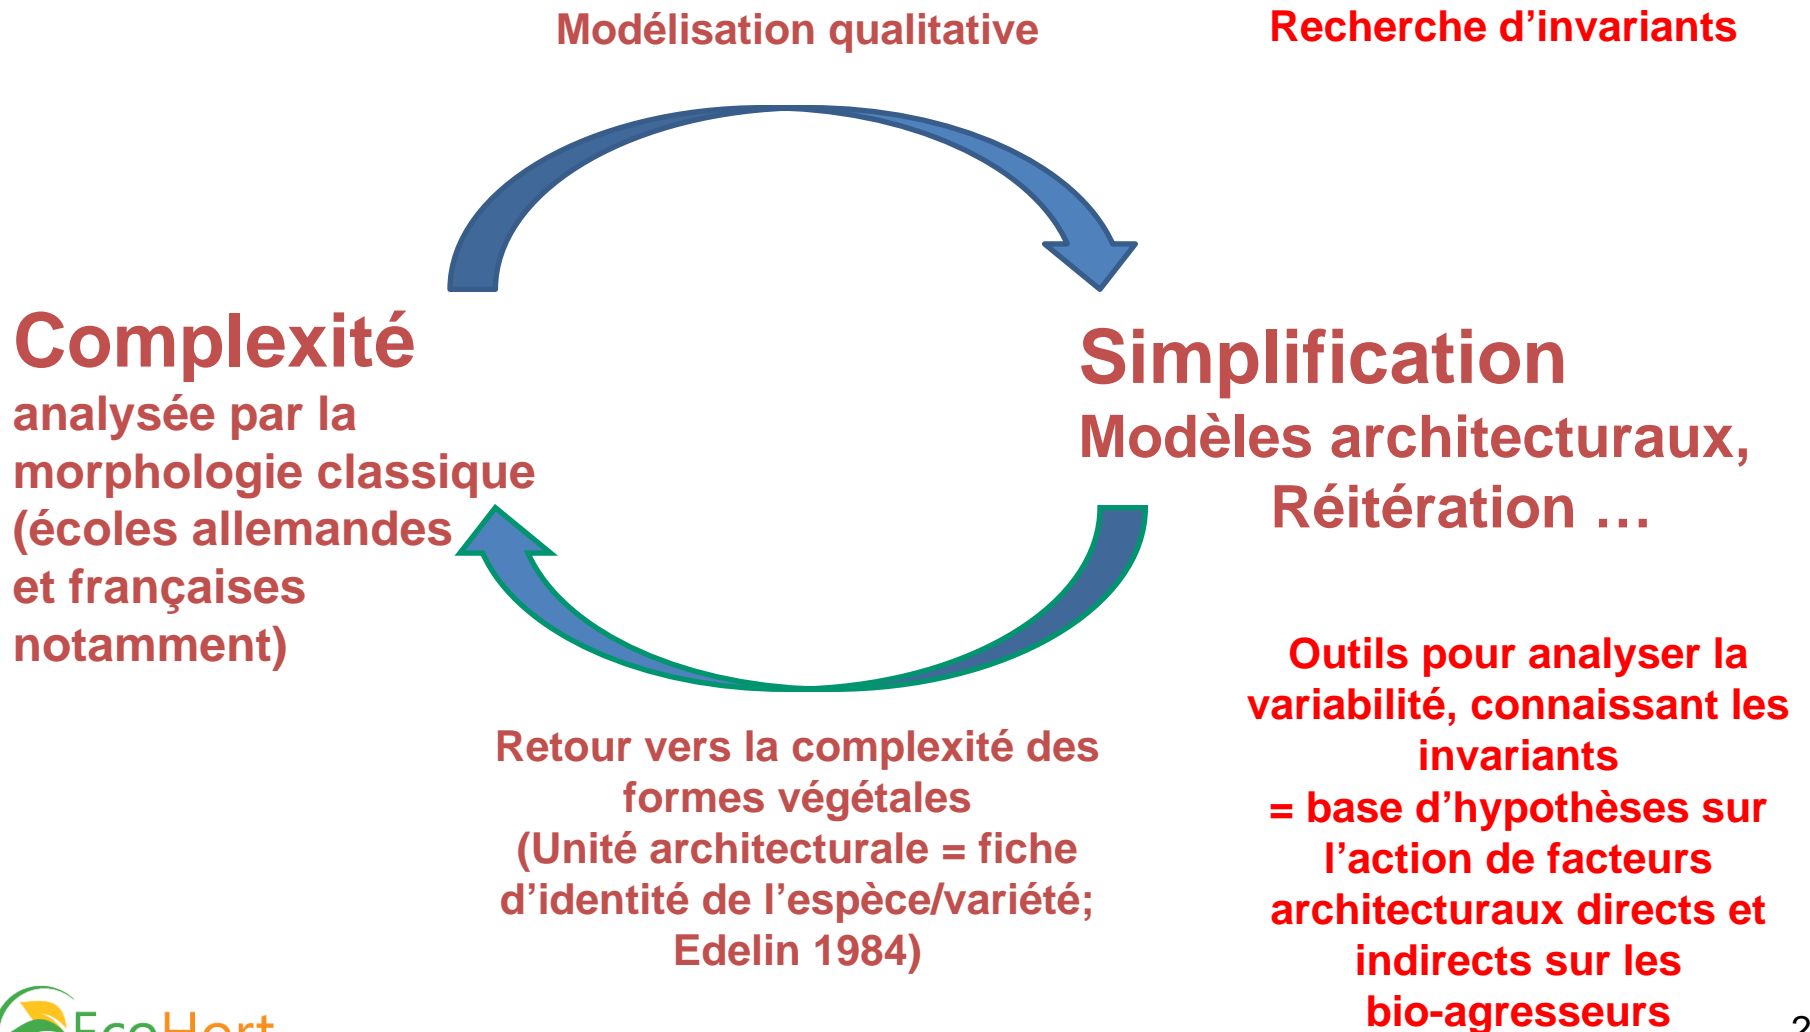 Modélisation qualitative
Recherche d’invariants
Complexité
analysée par la
morphologie classique
(écoles allemandes
et françaises
notamment)
Simplification
Modèles architecturaux,
Réitération …
Retour vers la complexité des
formes végétales
(Unité architecturale = fiche
d’identité de l’espèce/variété;
Edelin 1984)
Outils pour analyser la
variabilité, connaissant les
invariants
= base d’hypothèses sur
l’action de facteurs
architecturaux directs et
indirects sur les
bio-agresseurs
EcoHort
2